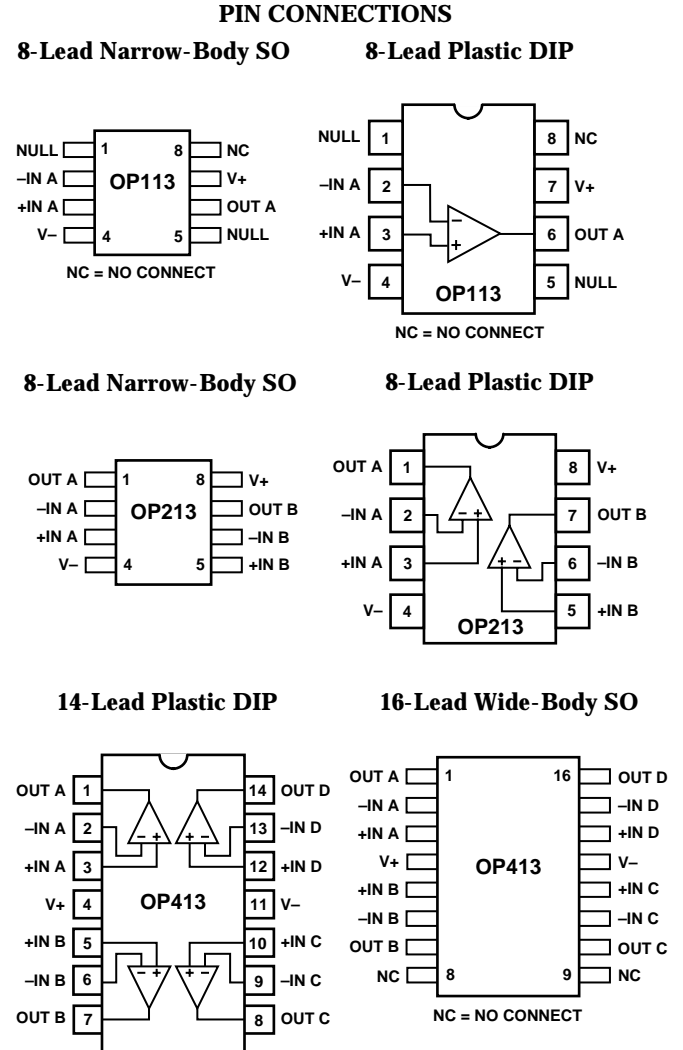 PIN CONNECTIONS
8-Lead Narrow-Body SO
8-Lead Plastic DIP
NULL 1 8 NC
–IN A OP113 V+
+IN A OUT A
V– 4 5 NULL
NC = NO CONNECT
NULL 1 8 NC
–IN A 2 7 V+
– +
+IN A 3 6 OUT A
V– 4 OP113 5 NULL
NC = NO CONNECT
8-Lead Narrow-Body SO
8-Lead Plastic DIP
OUT A 1 8 V+
–IN A OP213 OUT B
+IN A –IN B
V– 4 5 +IN B
OUT A 1 8 V+
–IN A 2 – + 7 OUT B
+IN A 3 + – 6 –IN B
V– 4 OP213 5 +IN B
14-Lead Plastic DIP
16-Lead Wide-Body SO
OUT A 1 14 OUT D
–IN A 2 – + + – 13 –IN D
+IN A 3 12 +IN D
V+ 4 OP413 11 V–
+IN B 5 10 +IN C
–IN B 6 – + + – 9 –IN C
OUT B 7 8 OUT C
OUT A 1 16 OUT D
–IN A –IN D
+IN A +IN D
V+ OP413 V–
+IN B +IN C
–IN B –IN C
OUT B OUT C
NC 8 9 NC
NC = NO CONNECT